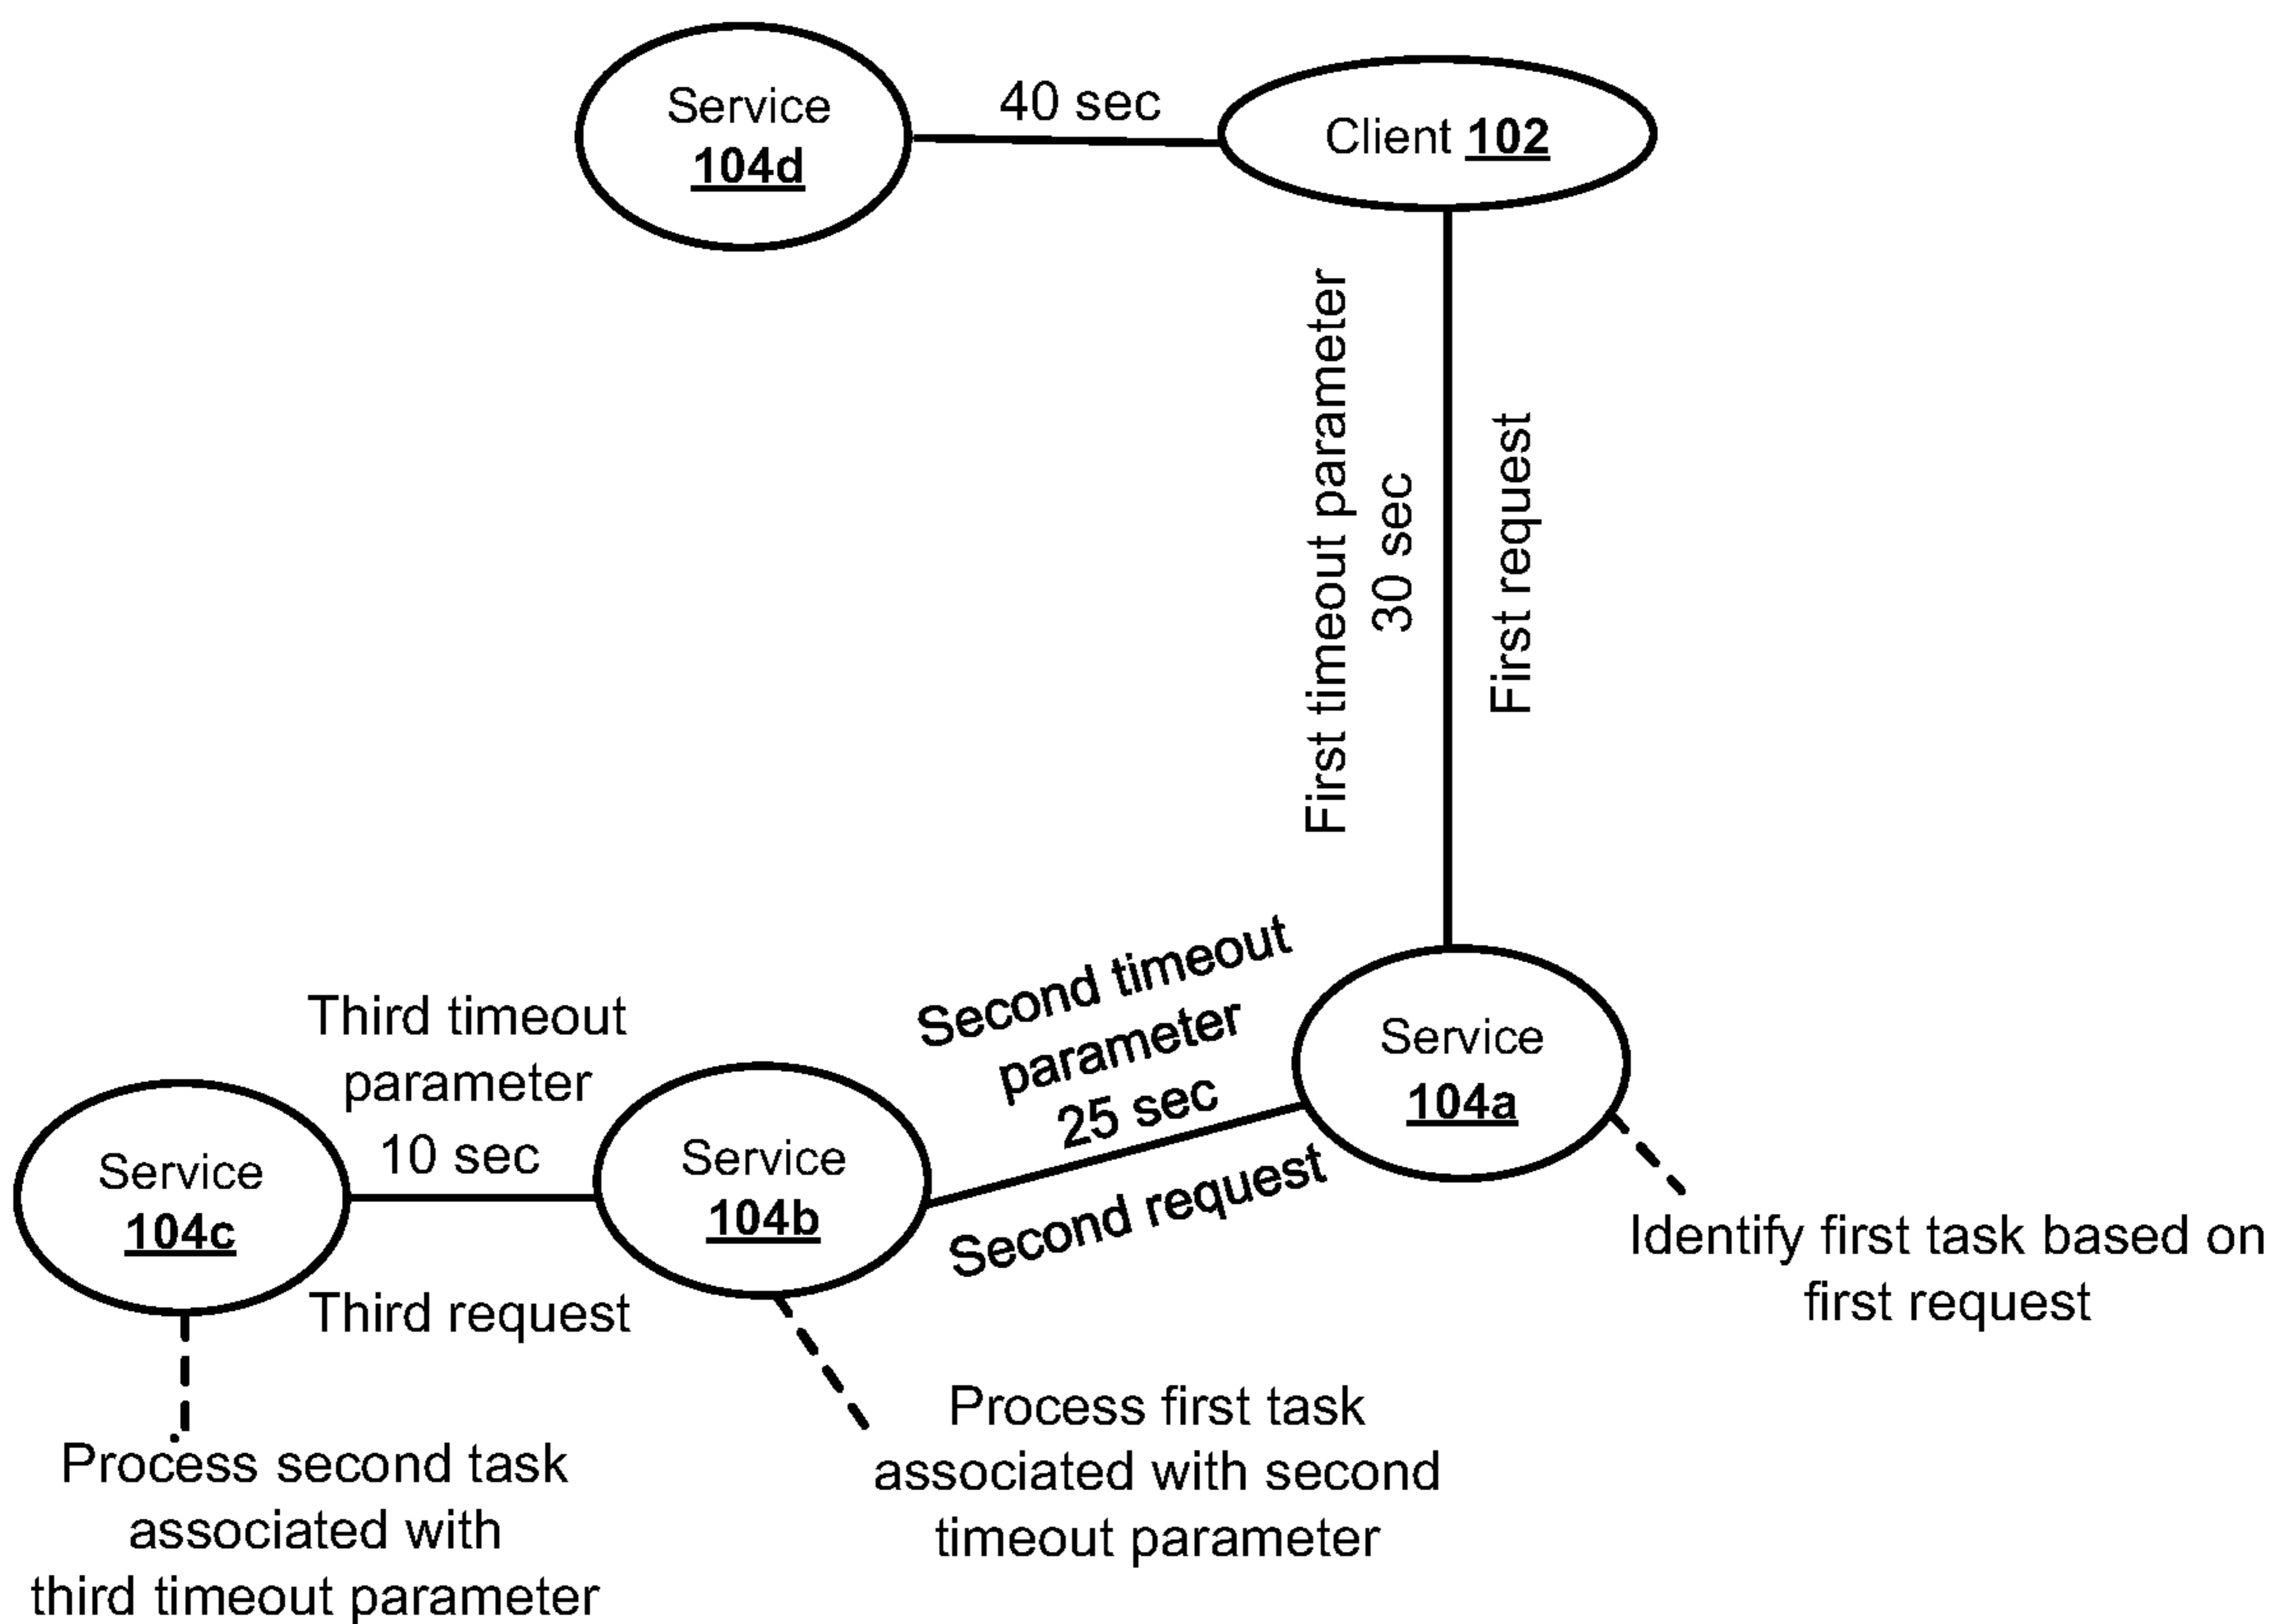 Service
104d
40 sec
Client 102
First timeout parameter
30 sec
First request
Second timeout
parameter
25 sec
Second request
Service
104a
Identify first task based on
first request
Third timeout
parameter
10 sec
Third request
Service
104c
Service
104b
Process first task
associated with second
timeout parameter
Process second task
associated with
third timeout parameter